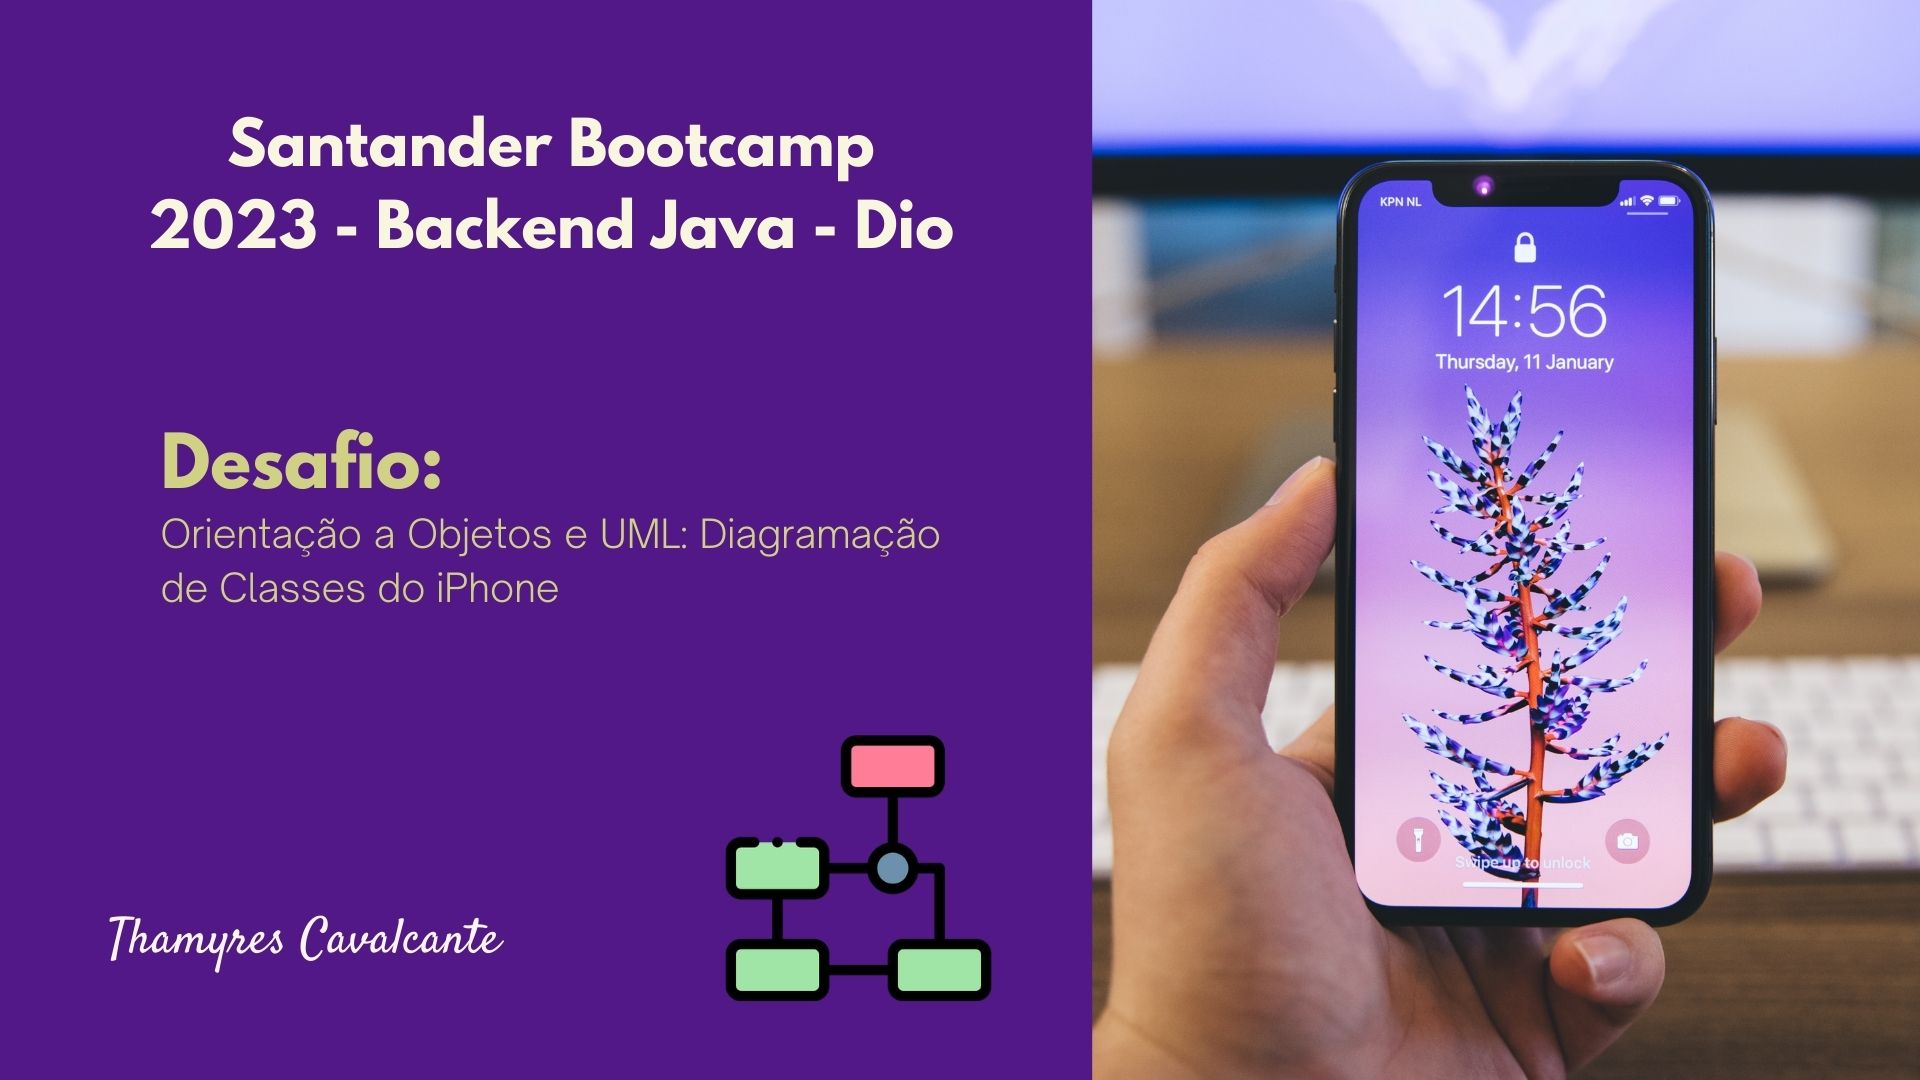 Santander Bootcamp
2023 - Backend Java - Dio
Desafio:
Orientação a Objetos e UML: Diagramação
de Classes do iPhone
Thamyres Cavalcante
KPN NL
14:56
Thursday, 11 January
Swipe up to unlock